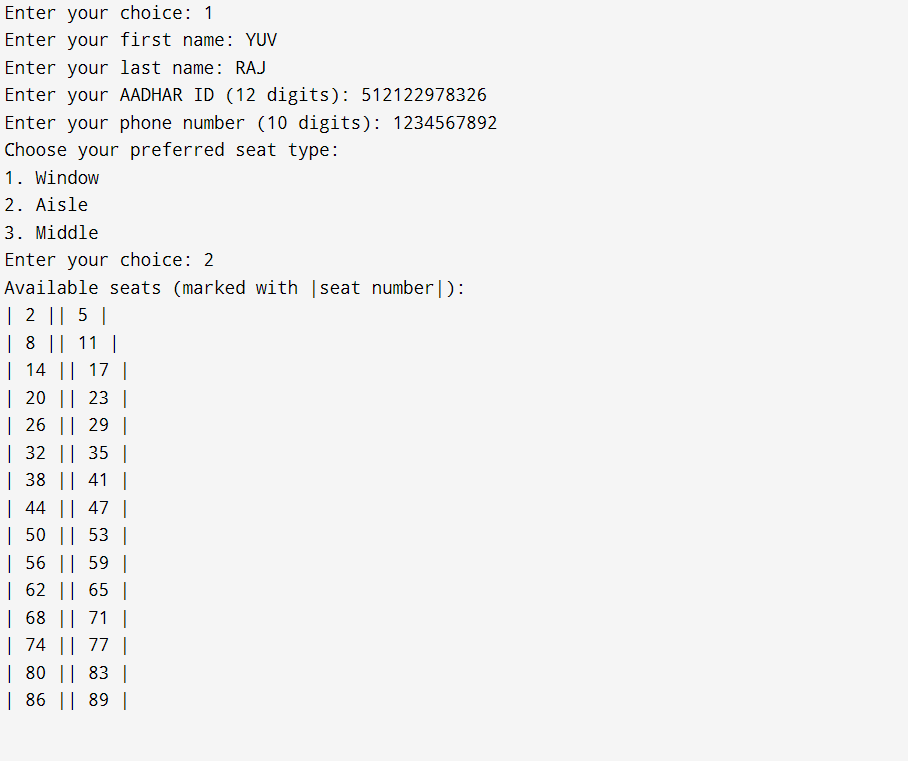 Enter your choice: 1
Enter your first name: YUV
Enter your last name: RAJ
Enter your AADHAR ID (12 digits): 512122978326
Enter your phone number (10 digits): 1234567892
Choose your preferred seat type:
1. Window
2. Aisle
3. Middle
Enter your choice: 2
Available seats (marked with |seat number|):
| 2 || 5 |
| 8 || 11 |
| 14 || 17 |
| 20 || 23 |
| 26 || 29 |
| 32 || 35 |
| 38 || 41 |
| 44 || 47 |
| 50 || 53 |
| 56 || 59 |
| 62 || 65 |
| 68 || 71 |
| 74 || 77 |
| 80 || 83 |
| 86 || 89 |